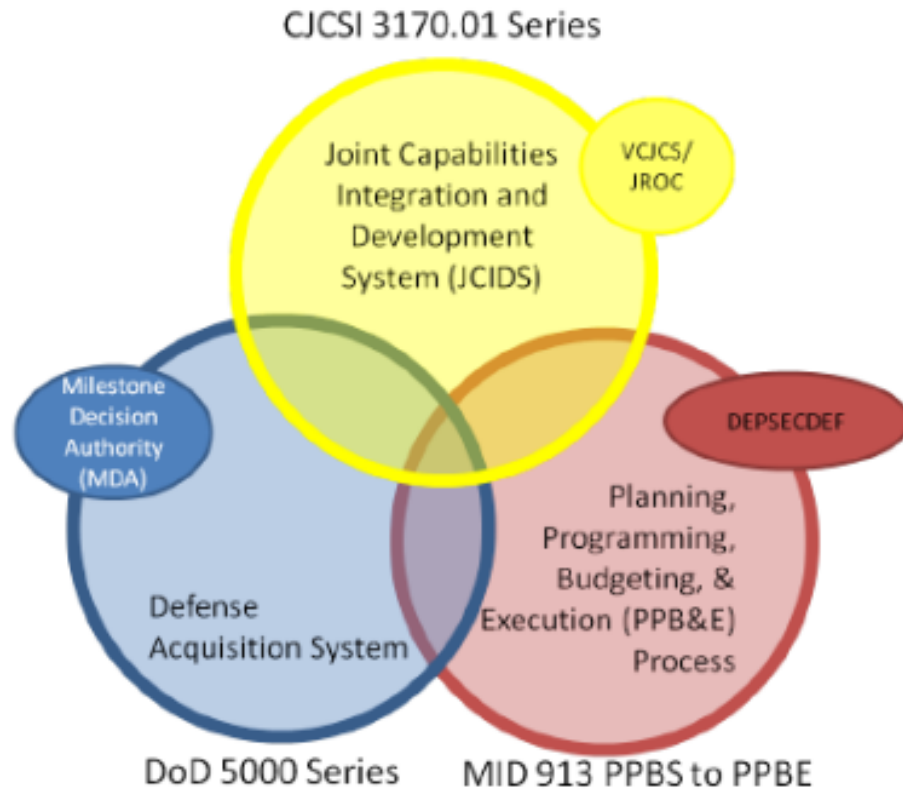 CJCSI 3170.01 Series
Joint Capabilities
Integration and
Development
System (JCIDS)
VCJCS/
JROC
Milestone
Decision
Authority
(MDA)
DEPSECDEF
Defense
Acquisition System
Planning,
Programming,
Budgeting, &
Execution (PPB&E)
Process
DoD 5000 Series
MID 913 PPBS to PPBE